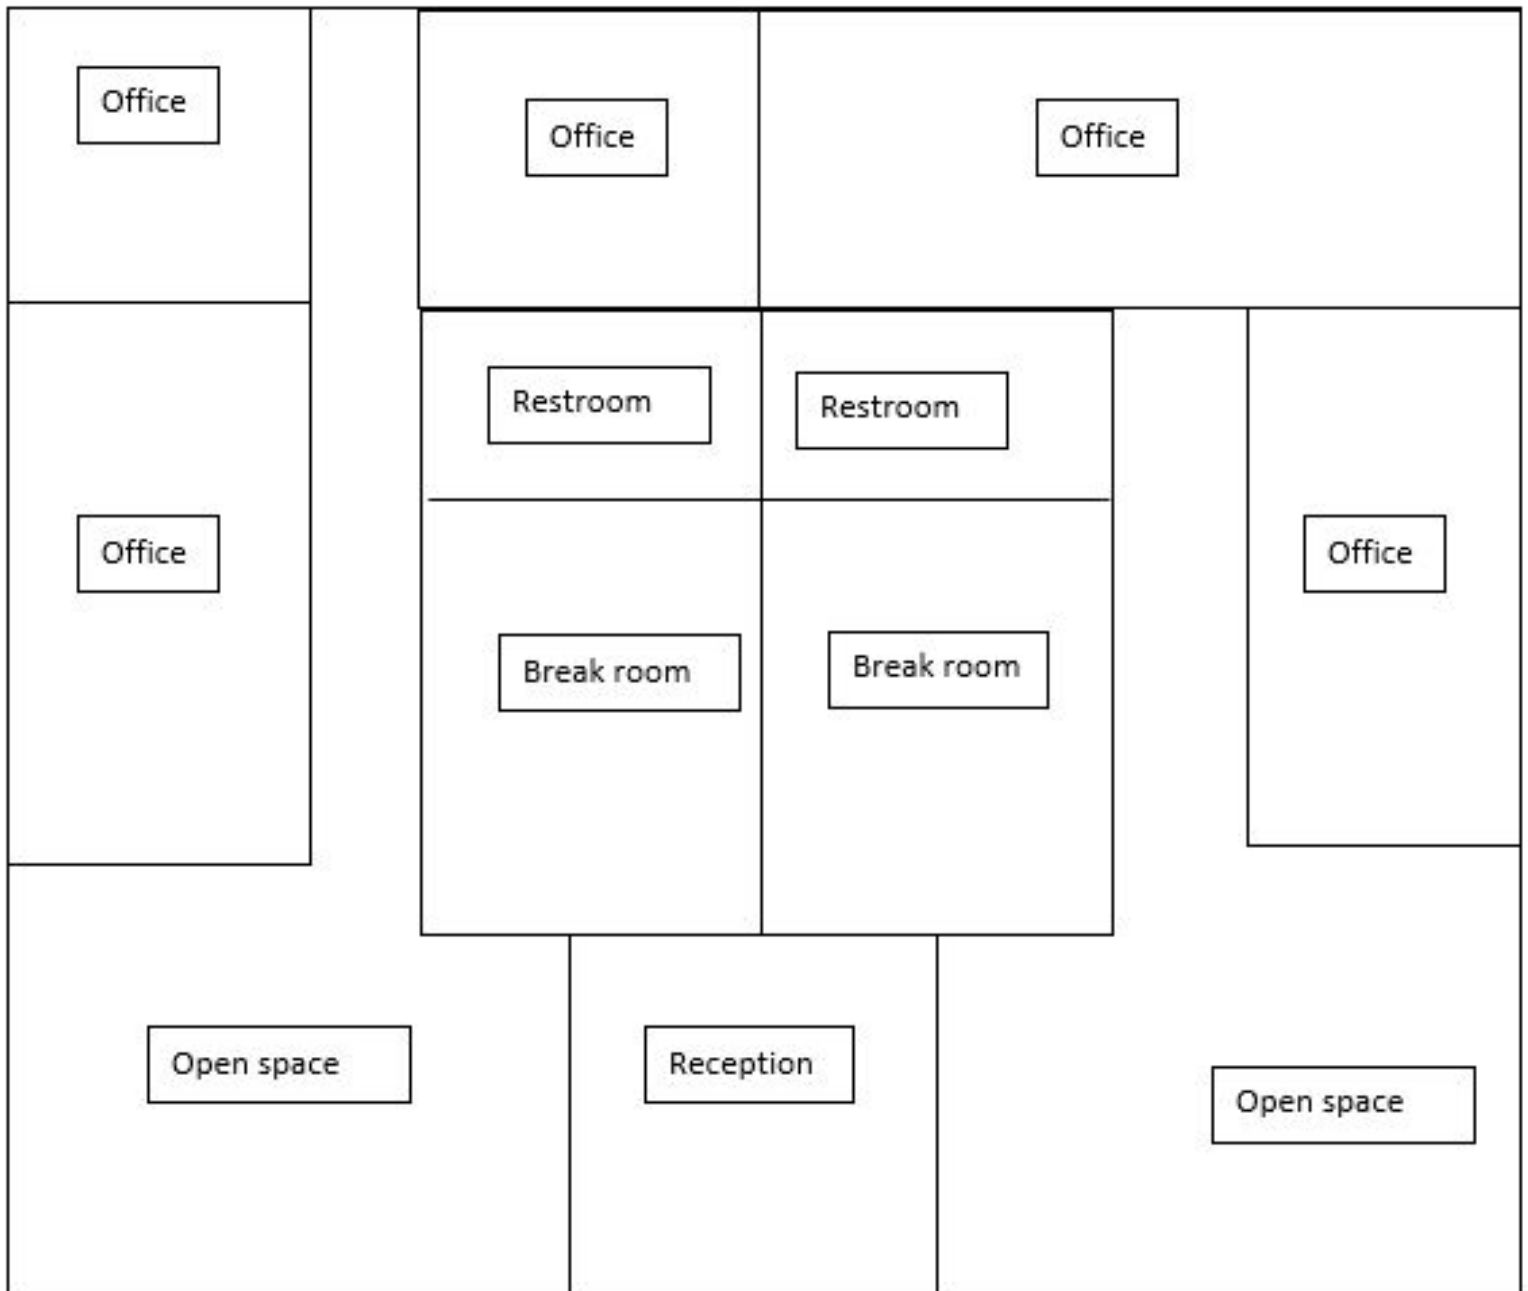 Office
Office
Office
Restroom
Restroom
Office
Office
Break room
Break room
Open space
Reception
Open space